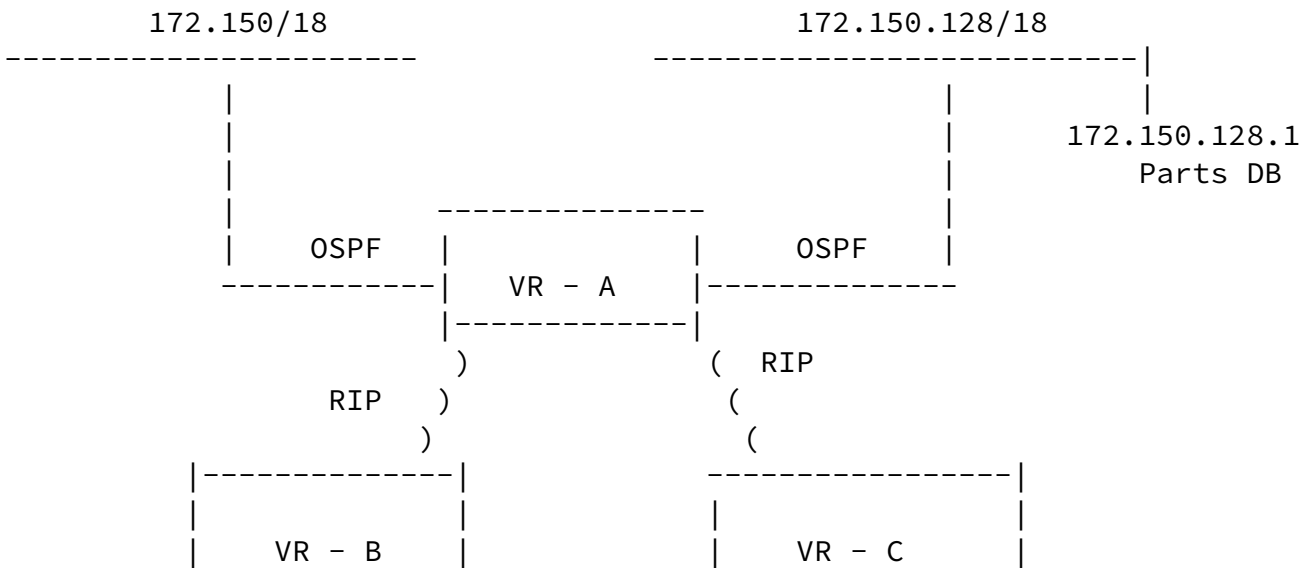 172.150/18 172.150.128/18
172.150.128.1
Parts DB
OSPF OSPF
VR - A
RIP
RIP
VR - B VR - C